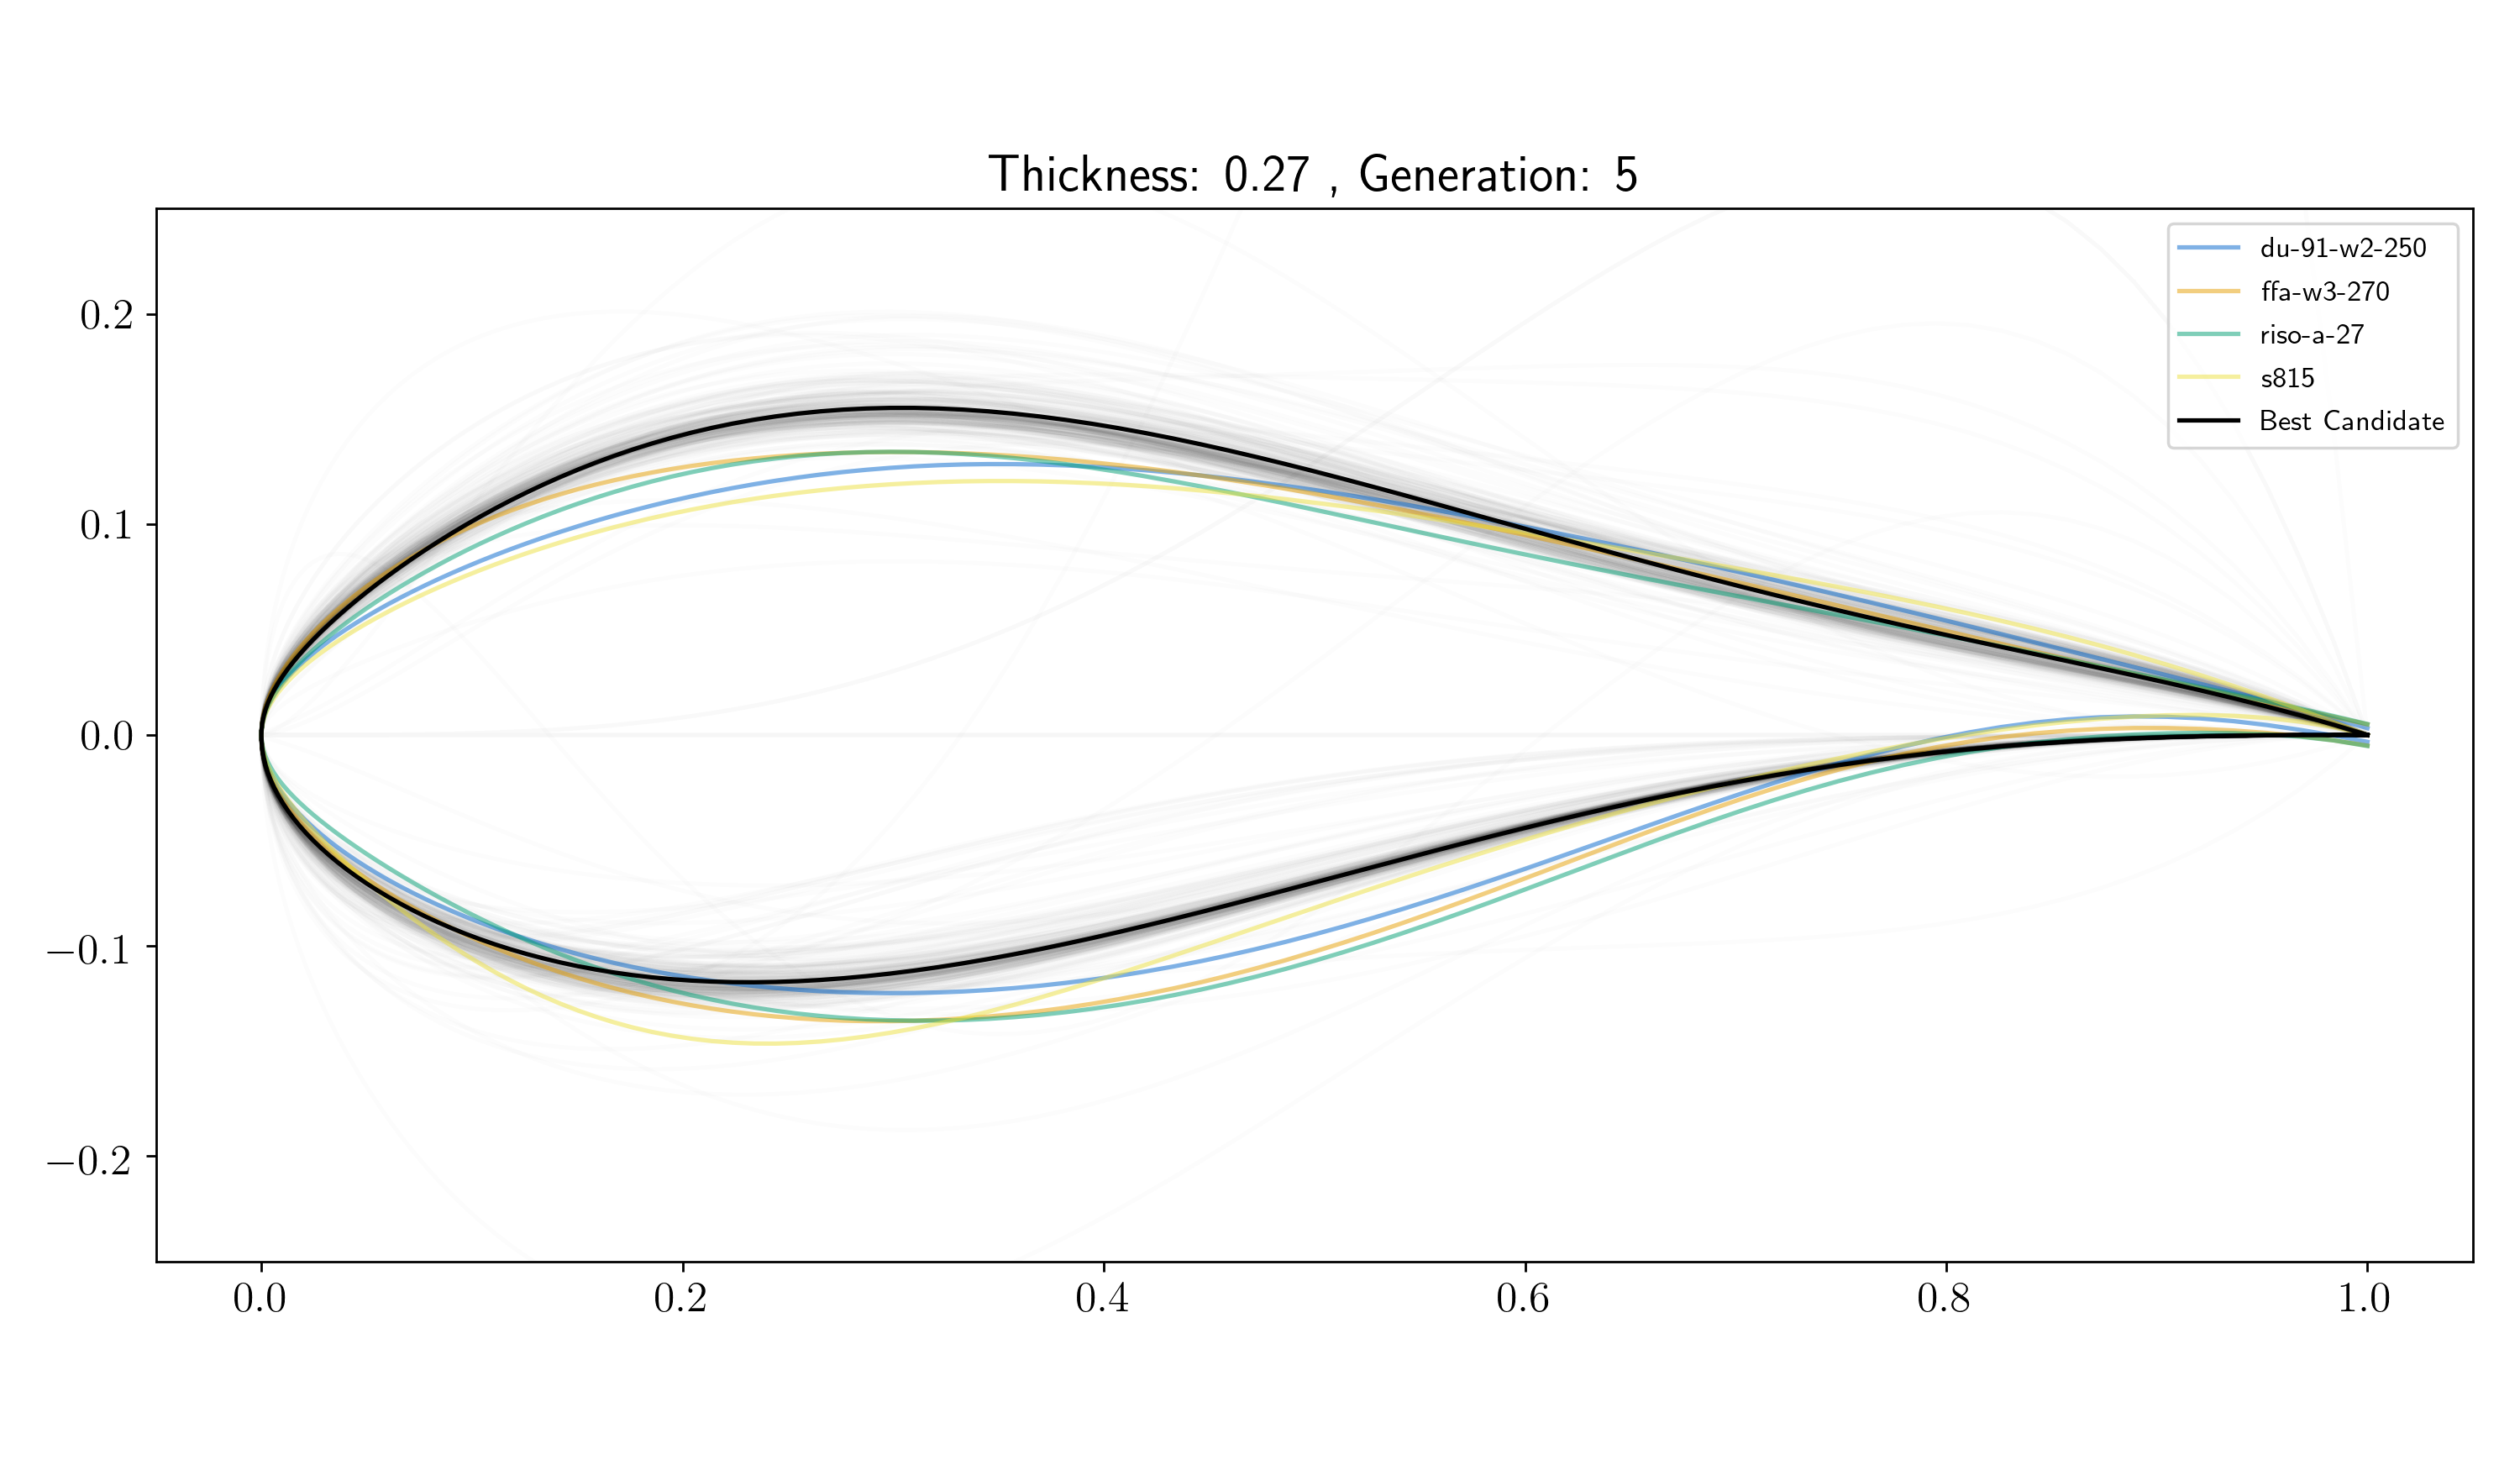 Thickness: 0.27 , Generation: 5
du-91-w2-250
ffa-w3-270
riso-a-27
s815
Best Candidate
0.2
0.1
0.0
−0.1
−0.2
0.0 0.2 0.4 0.6 0.8 1.0